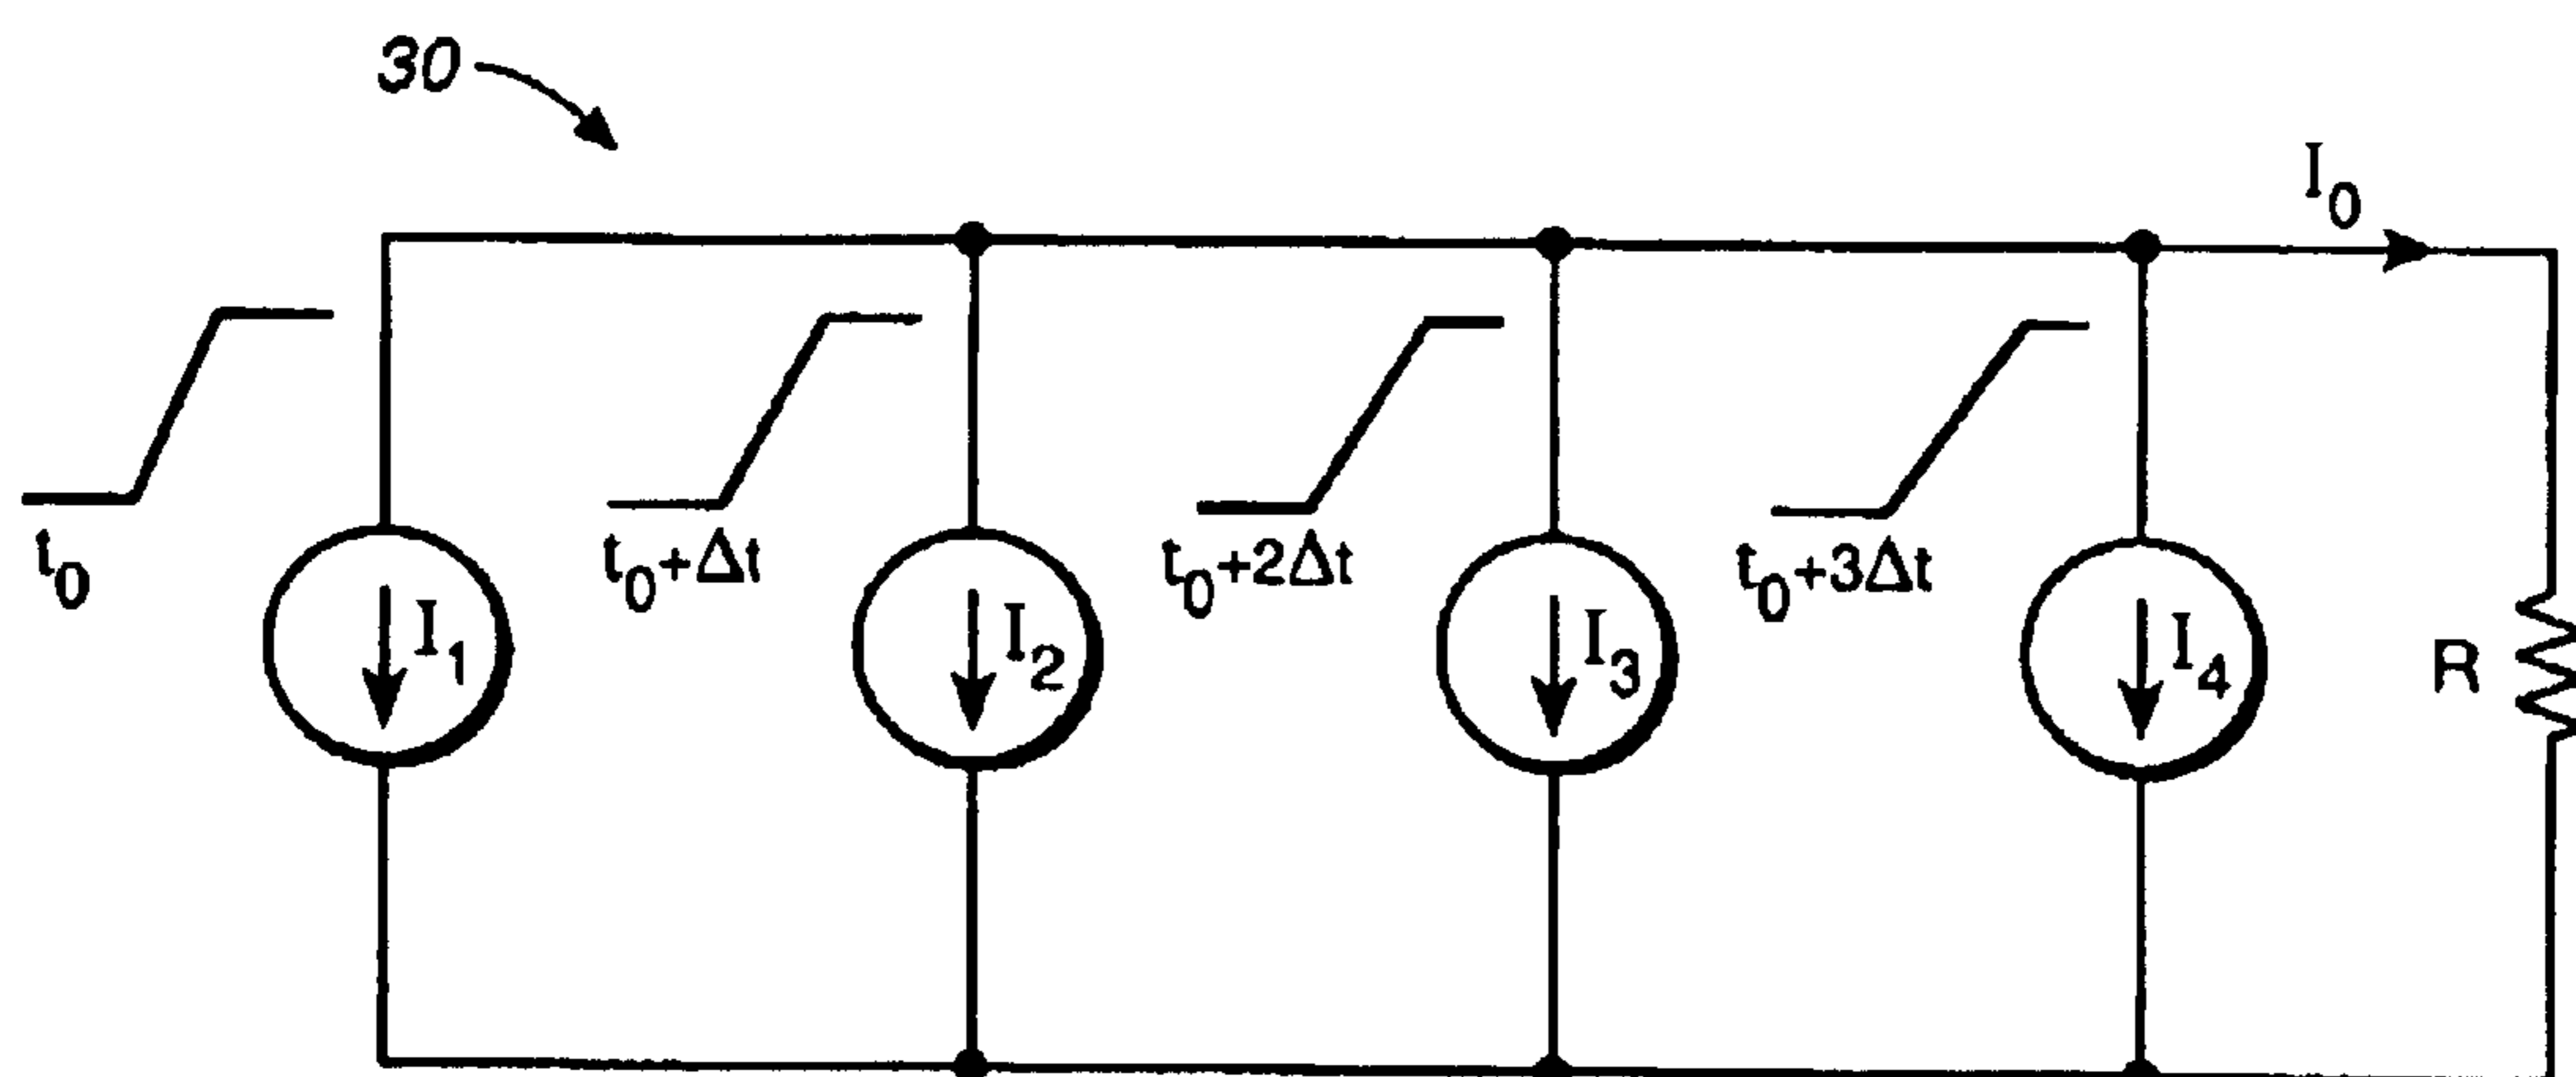 30
I₀
t₀
t₀+Δt
t₀+2Δt
t₀+3Δt
I₁
I₂
I₃
I₄
R